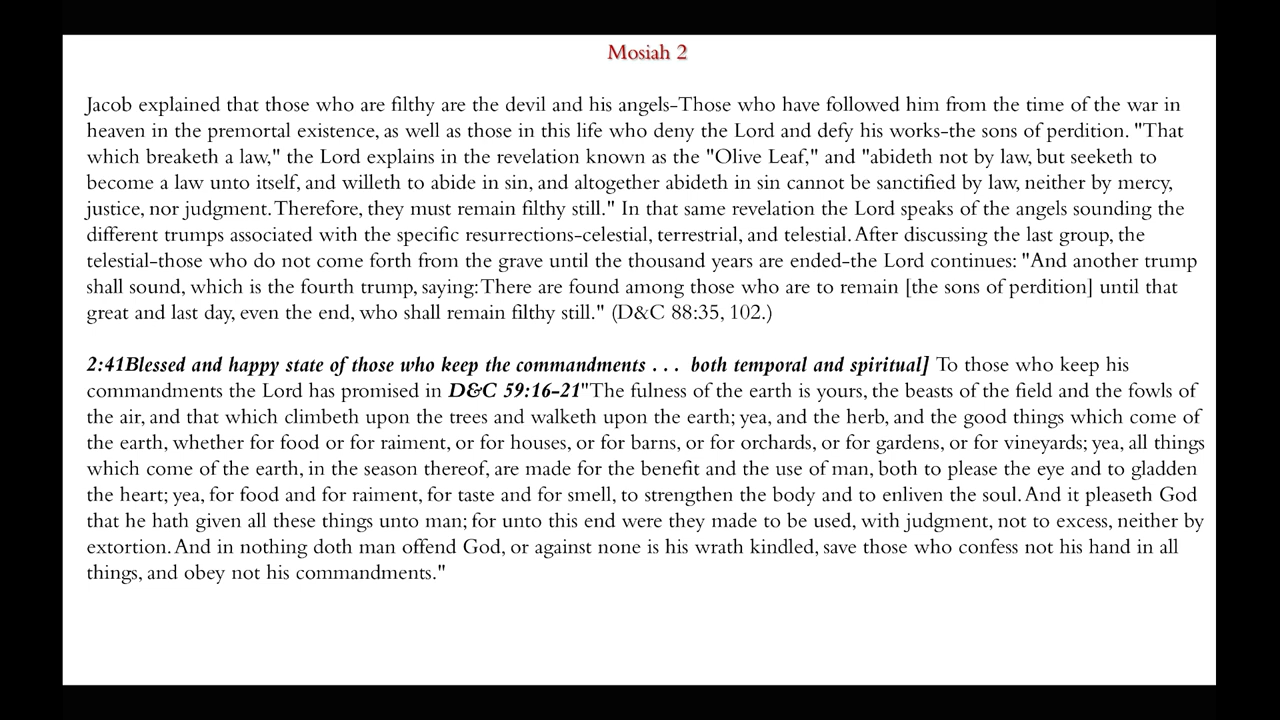 Mosiah 2
Jacob explained that those who are filthy are the devil and his angels-Those who have followed him from the time of the war in
heaven in the premortal existence, as well as those in this life who deny the Lord and defy his works-the sons of perdition. "That
which breaketh a law," the Lord explains in the revelation known as the "Olive Leaf," and "abideth not by law, but seeketh to
become a law unto itself, and willeth to abide in sin, and altogether abideth in sin cannot be sanctified by law, neither by mercy,
justice, nor judgment. Therefore, they must remain filthy still." In that same revelation the Lord speaks of the angels sounding the
different trumps associated with the specific resurrections-celestial, terrestrial, and telestial. After discussing the last group, the
telestial-those who do not come forth from the grave until the thousand years are ended-the Lord continues: "And another trump
shall sound, which is the fourth trump, saying: There are found among those who are to remain [the sons of perdition] until that
great and last day, even the end, who shall remain filthy still." (D&C 88:35, 102.)
2:41Blessed and happy state of those who keep the commandments . . . both temporal and spiritual] To those who keep his
commandments the Lord has promised in D&C 59:16-21"The fulness of the earth is yours, the beasts of the field and the fowls of
the air, and that which climbeth upon the trees and walketh upon the earth; yea, and the herb, and the good things which come of
the earth, whether for food or for raiment, or for houses, or for barns, or for orchards, or for gardens, or for vineyards; yea, all things
which come of the earth, in the season thereof, are made for the benefit and the use of man, both to please the eye and to gladden
the heart; yea, for food and for raiment, for taste and for smell, to strengthen the body and to enliven the soul. And it pleaseth God
that he hath given all these things unto man; for unto this end were they made to be used, with judgment, not to excess, neither by
extortion. And in nothing doth man offend God, or against none is his wrath kindled, save those who confess not his hand in all
things, and obey not his commandments."